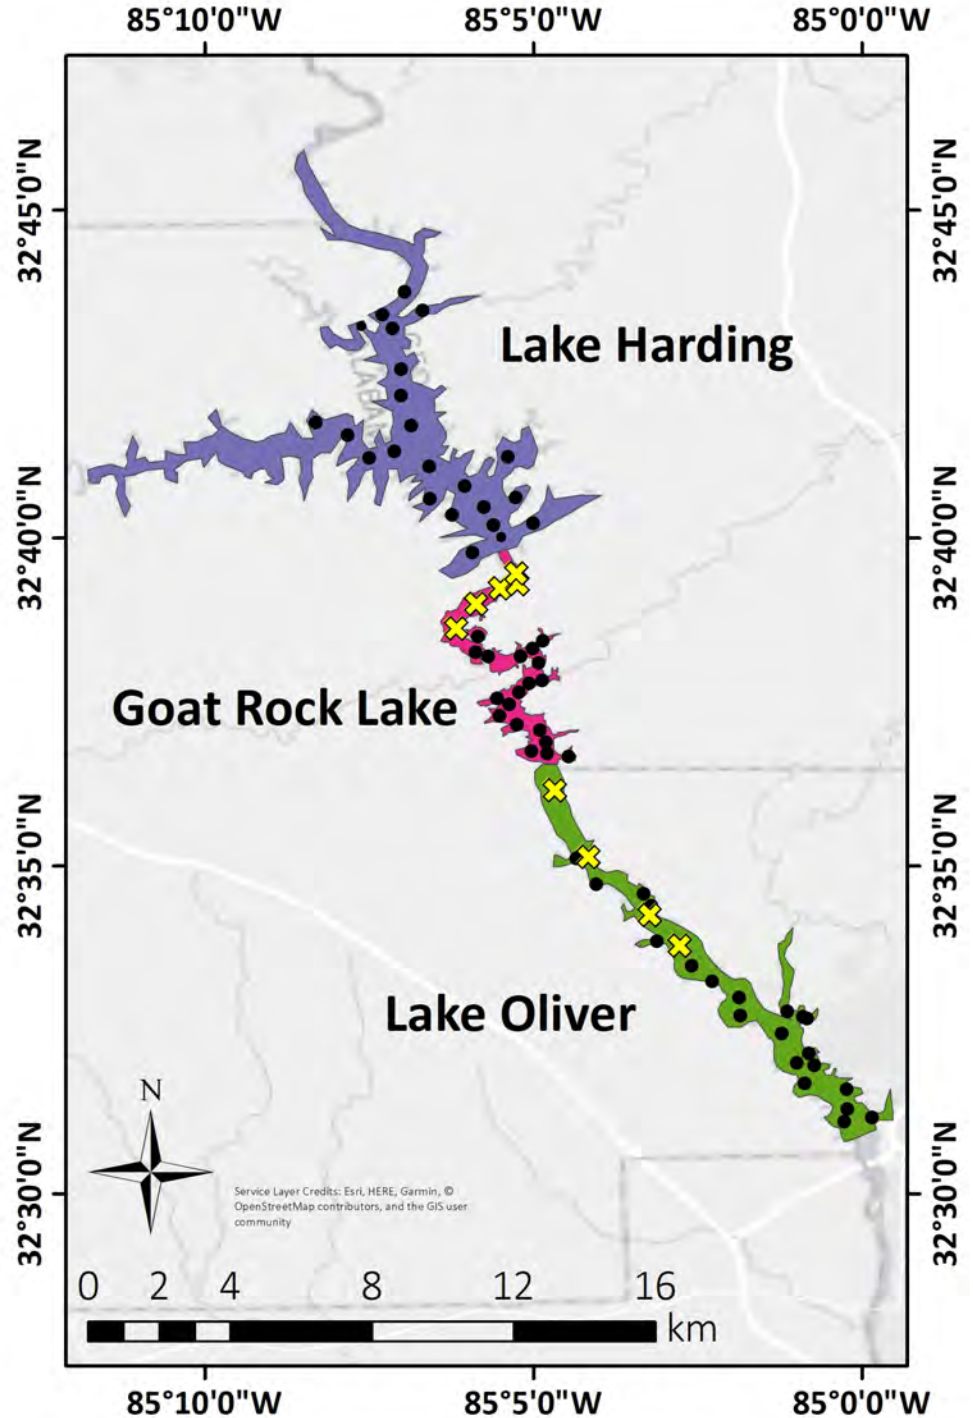 85°10'0"W 85°5'0"W 85°0'0"W
32°45'0"N 32°45'0"N
Lake Harding
32°40'0"N 32°40'0"N
Goat Rock Lake
32°35'0"N 32°35'0"N
Lake Oliver
N
32°30'0"N 32°30'0"N
Service Layer Credits: Esri, HERE, Garmin, ©
OpenStreetMap contributors, and the GIS user
community
0 2 4 8 12 16
km
85°10'0"W 85°5'0"W 85°0'0"W